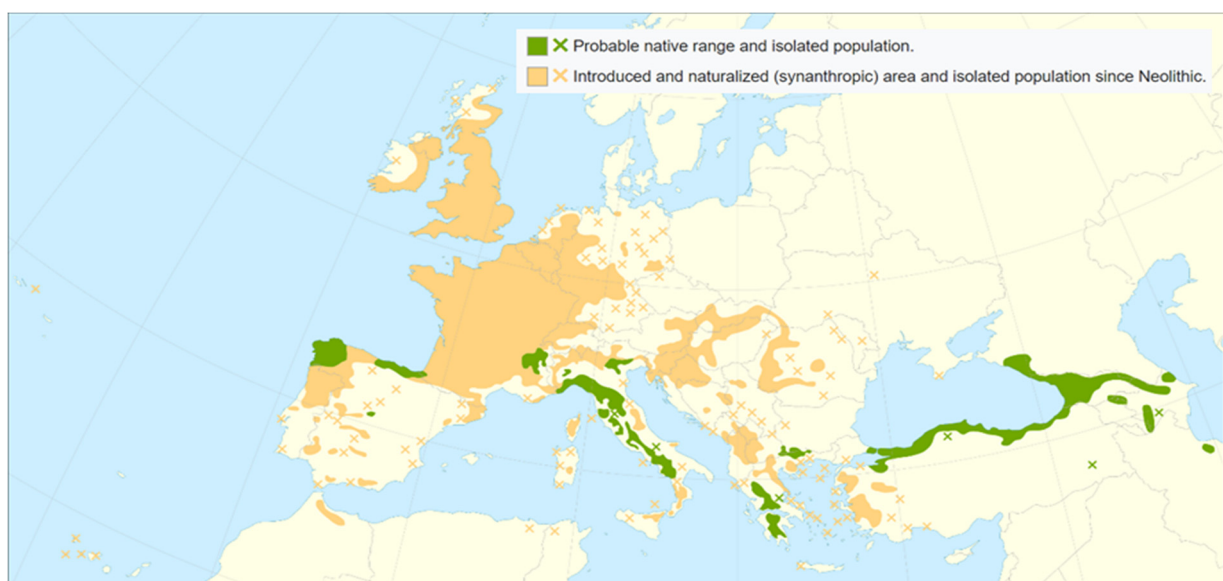 Probable native range and isolated population.
Introduced and naturalized (synanthropic) area and isolated population since Neolithic.